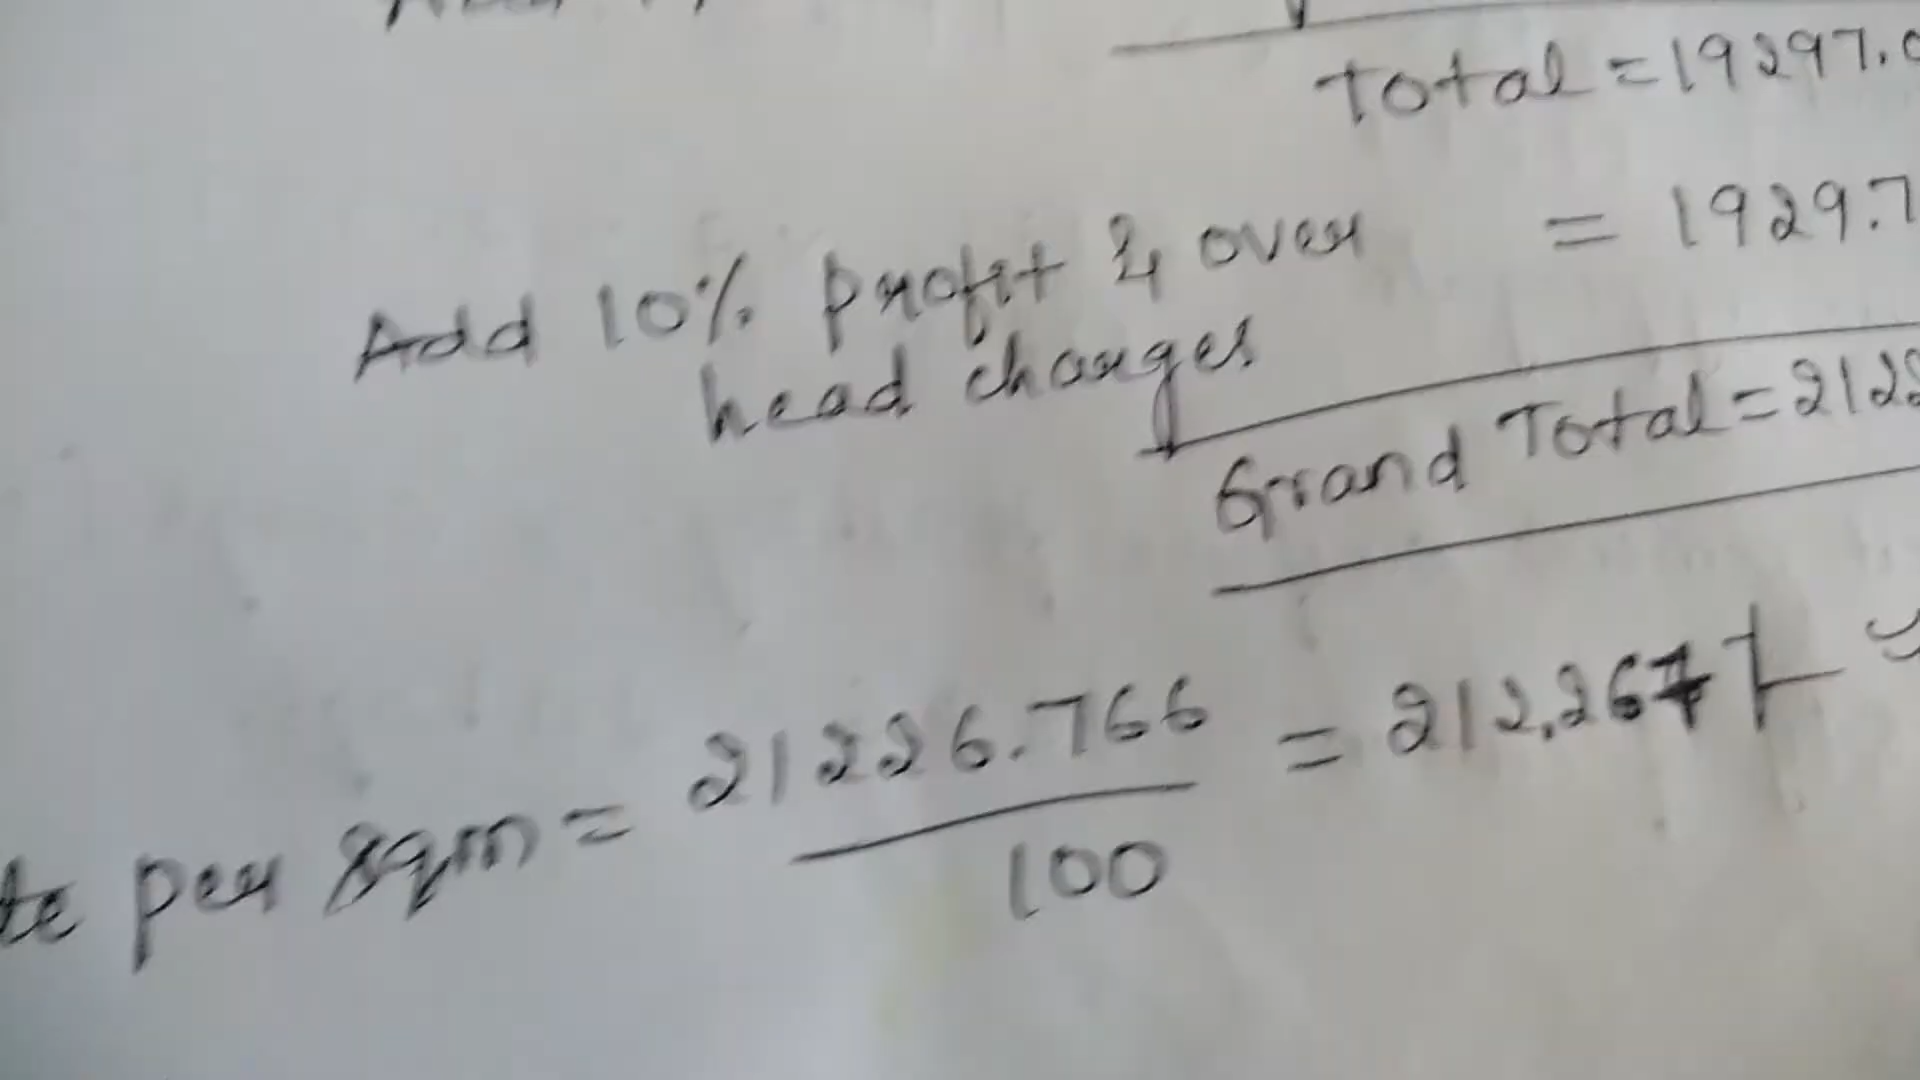 Total = 19297.
Add 10% profit & over = 1929.7
head charges
Grand Total = 212
te per sqm = 21226.766 = 212.267
100